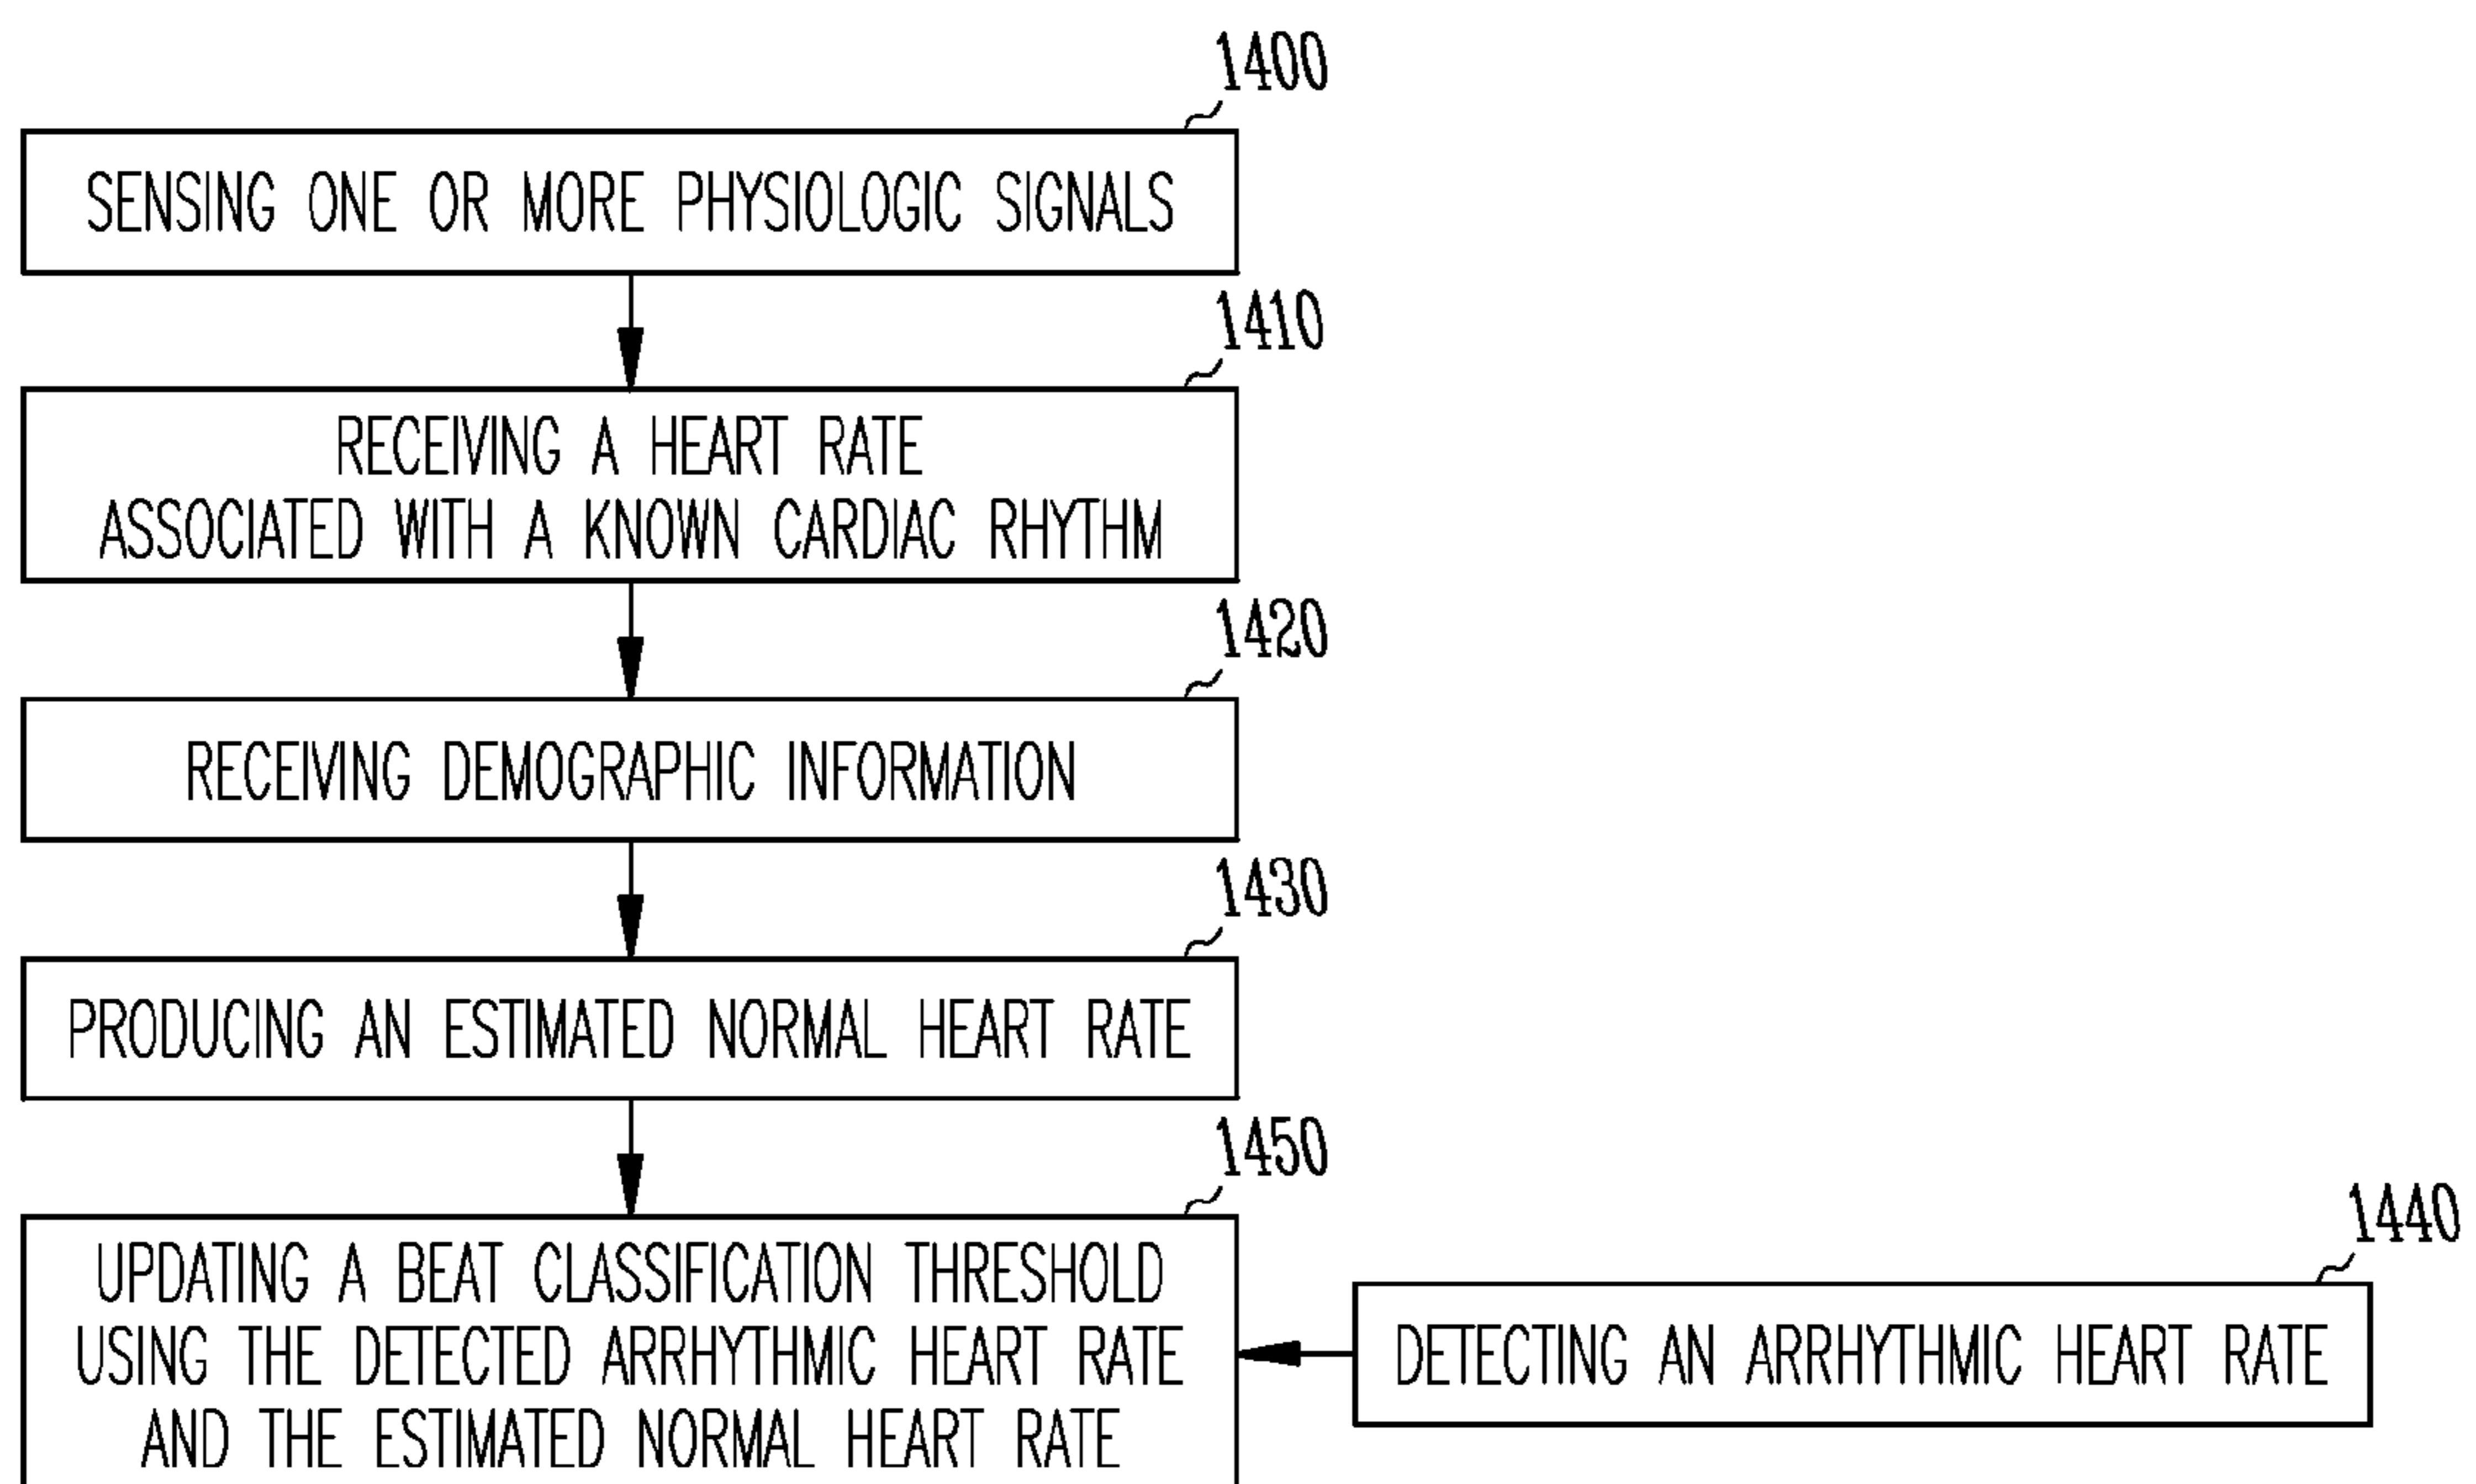 1400
SENSING ONE OR MORE PHYSIOLOGIC SIGNALS
1410
RECEIVING A HEART RATE
ASSOCIATED WITH A KNOWN CARDIAC RHYTHM
1420
RECEIVING DEMOGRAPHIC INFORMATION
1430
PRODUCING AN ESTIMATED NORMAL HEART RATE
1450
UPDATING A BEAT CLASSIFICATION THRESHOLD
USING THE DETECTED ARRHYTHMIC HEART RATE
AND THE ESTIMATED NORMAL HEART RATE
1440
DETECTING AN ARRHYTHMIC HEART RATE